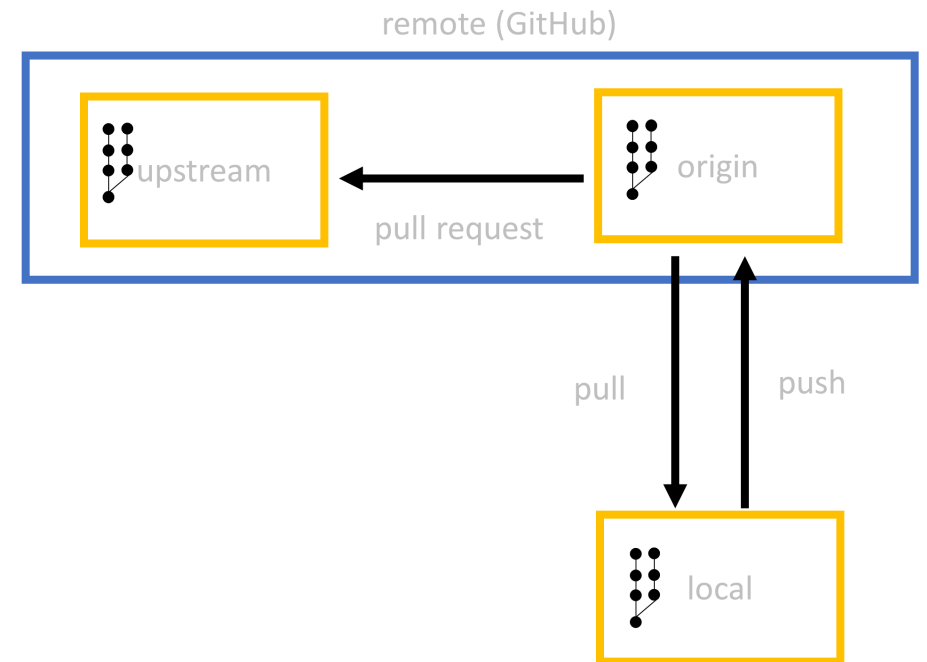 remote (GitHub)
upstream
origin
pull request
pull
push
local